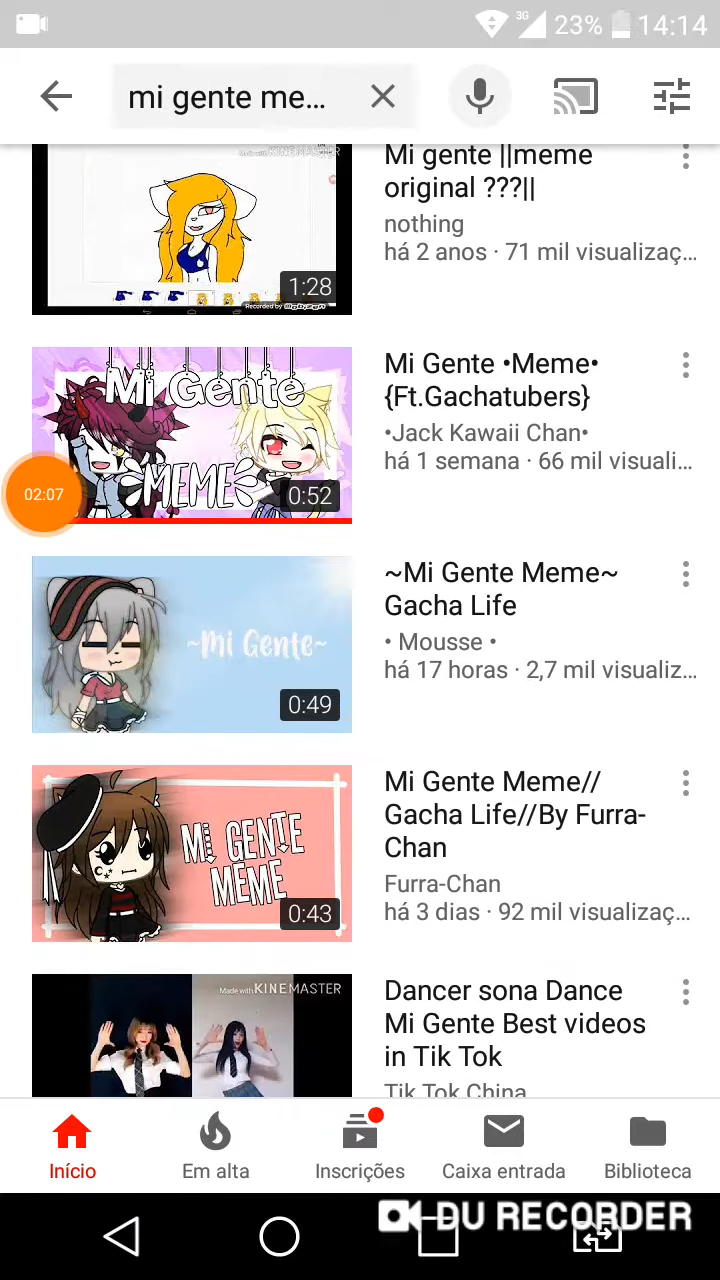 3G 23% 14:14
mi gente me...
Made with KINEMASTER
Mi gente ||meme
original ???||
nothing
há 2 anos · 71 mil visualizaç...
1:28
Mi Gente
MEME
0:52
Mi Gente •Meme•
{Ft.Gachatubers}
•Jack Kawaii Chan•
há 1 semana · 66 mil visuali...
02:07
~Mi Gente~
0:49
~Mi Gente Meme~
Gacha Life
• Mousse •
há 17 horas · 2,7 mil visualiz...
MI GENTE
MEME
0:43
Mi Gente Meme//
Gacha Life//By Furra-
Chan
Furra-Chan
há 3 dias · 92 mil visualizaç...
Made with KINEMASTER
Dancer sona Dance
Mi Gente Best videos
in Tik Tok
Tik Tok China
Início Em alta Inscrições Caixa entrada Biblioteca
DU RECORDER